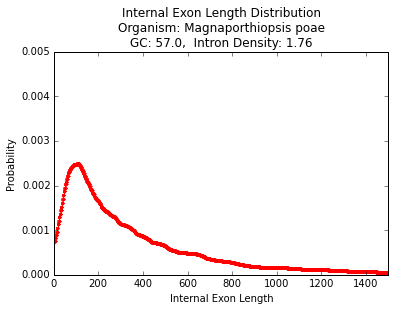 Internal Exon Length Distribution
Organism: Magnaporthiopsis poae
GC: 57.0,  Intron Density: 1.76
0.005
0.004
0.003
0.002
0.001
0.000
Probability
0 200 400 600 800 1000 1200 1400
Internal Exon Length